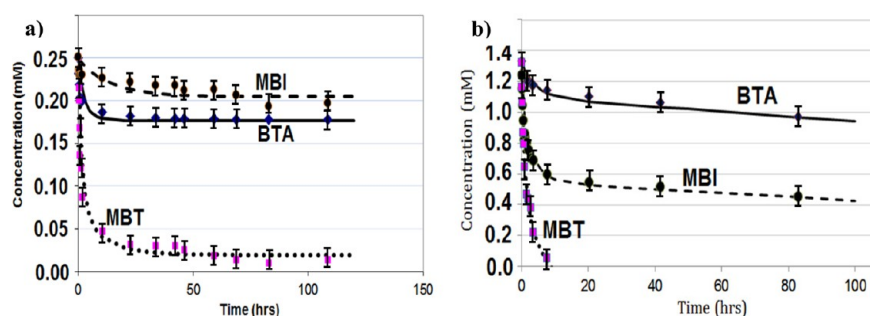 a)
Concentration (mM)
0.25
0.20
0.15
0.10
0.05
0.00
MBI
BTA
MBT
0 50 100 150
Time (hrs)
b)
Concentration (mM)
1.4
1.2
1.0
0.8
0.6
0.4
0.2
0.0
BTA
MBI
MBT
0 20 40 60 80 100
Time (hrs)